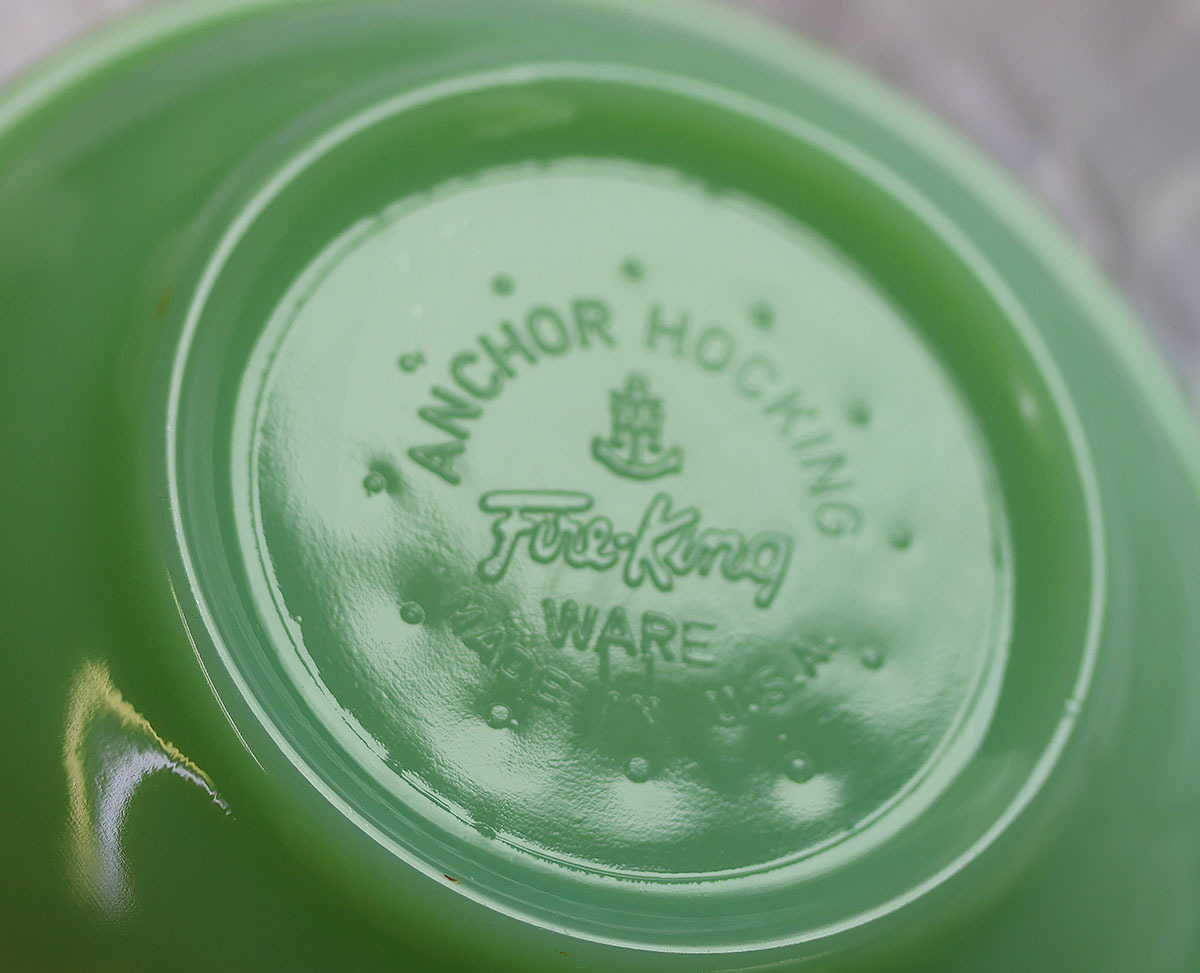 ANCHOR HOCKING
H
Fire-King
WARE
MADE IN U.S.A.